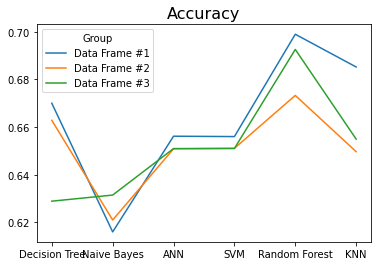 Accuracy
Group
Data Frame #1
Data Frame #2
Data Frame #3
0.70
0.68
0.66
0.64
0.62
Decision Tree Naive Bayes ANN SVM Random Forest KNN